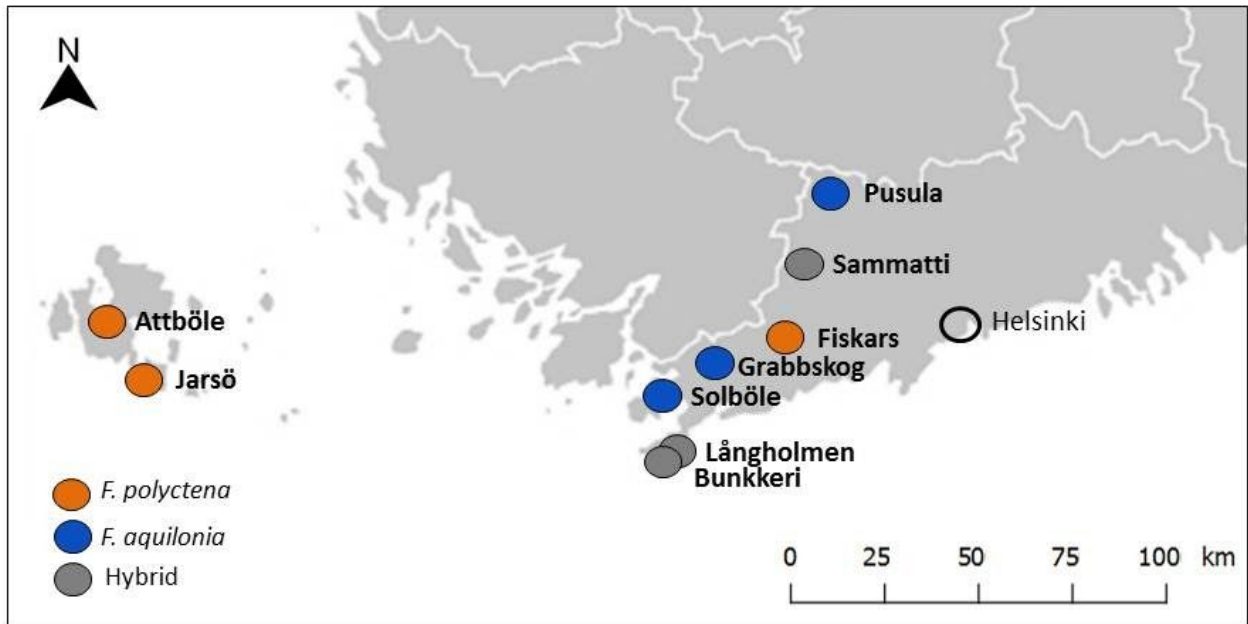 N
Pusula
Sammatti
Attböle
Helsinki
Fiskars
Grabbskog
Jarsö
Solböle
Långholmen
Bunkkeri
F. polyctena
F. aquilonia
Hybrid
0 25 50 75 100 km